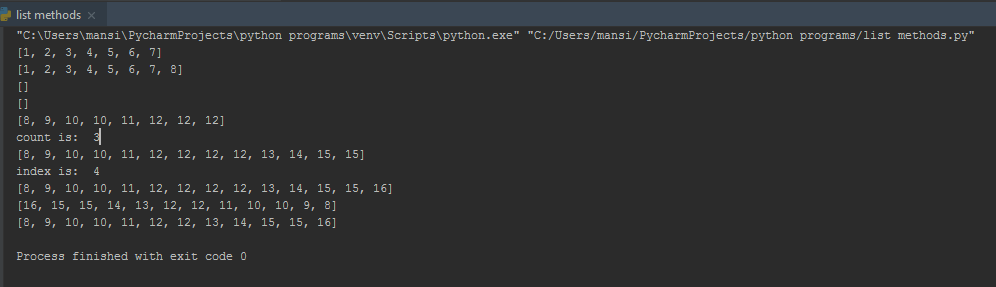 list methods
"C:\Users\mansi\PycharmProjects\python programs\venv\Scripts\python.exe" "C:/Users/mansi/PycharmProjects/python programs/list methods.py"
[1, 2, 3, 4, 5, 6, 7]
[1, 2, 3, 4, 5, 6, 7, 8]
[]
[]
[8, 9, 10, 10, 11, 12, 12, 12]
count is:  3
[8, 9, 10, 10, 11, 12, 12, 12, 12, 13, 14, 15, 15]
index is:  4
[8, 9, 10, 10, 11, 12, 12, 12, 12, 13, 14, 15, 15, 16]
[16, 15, 15, 14, 13, 12, 12, 11, 10, 10, 9, 8]
[8, 9, 10, 10, 11, 12, 12, 13, 14, 15, 15, 16]
Process finished with exit code 0